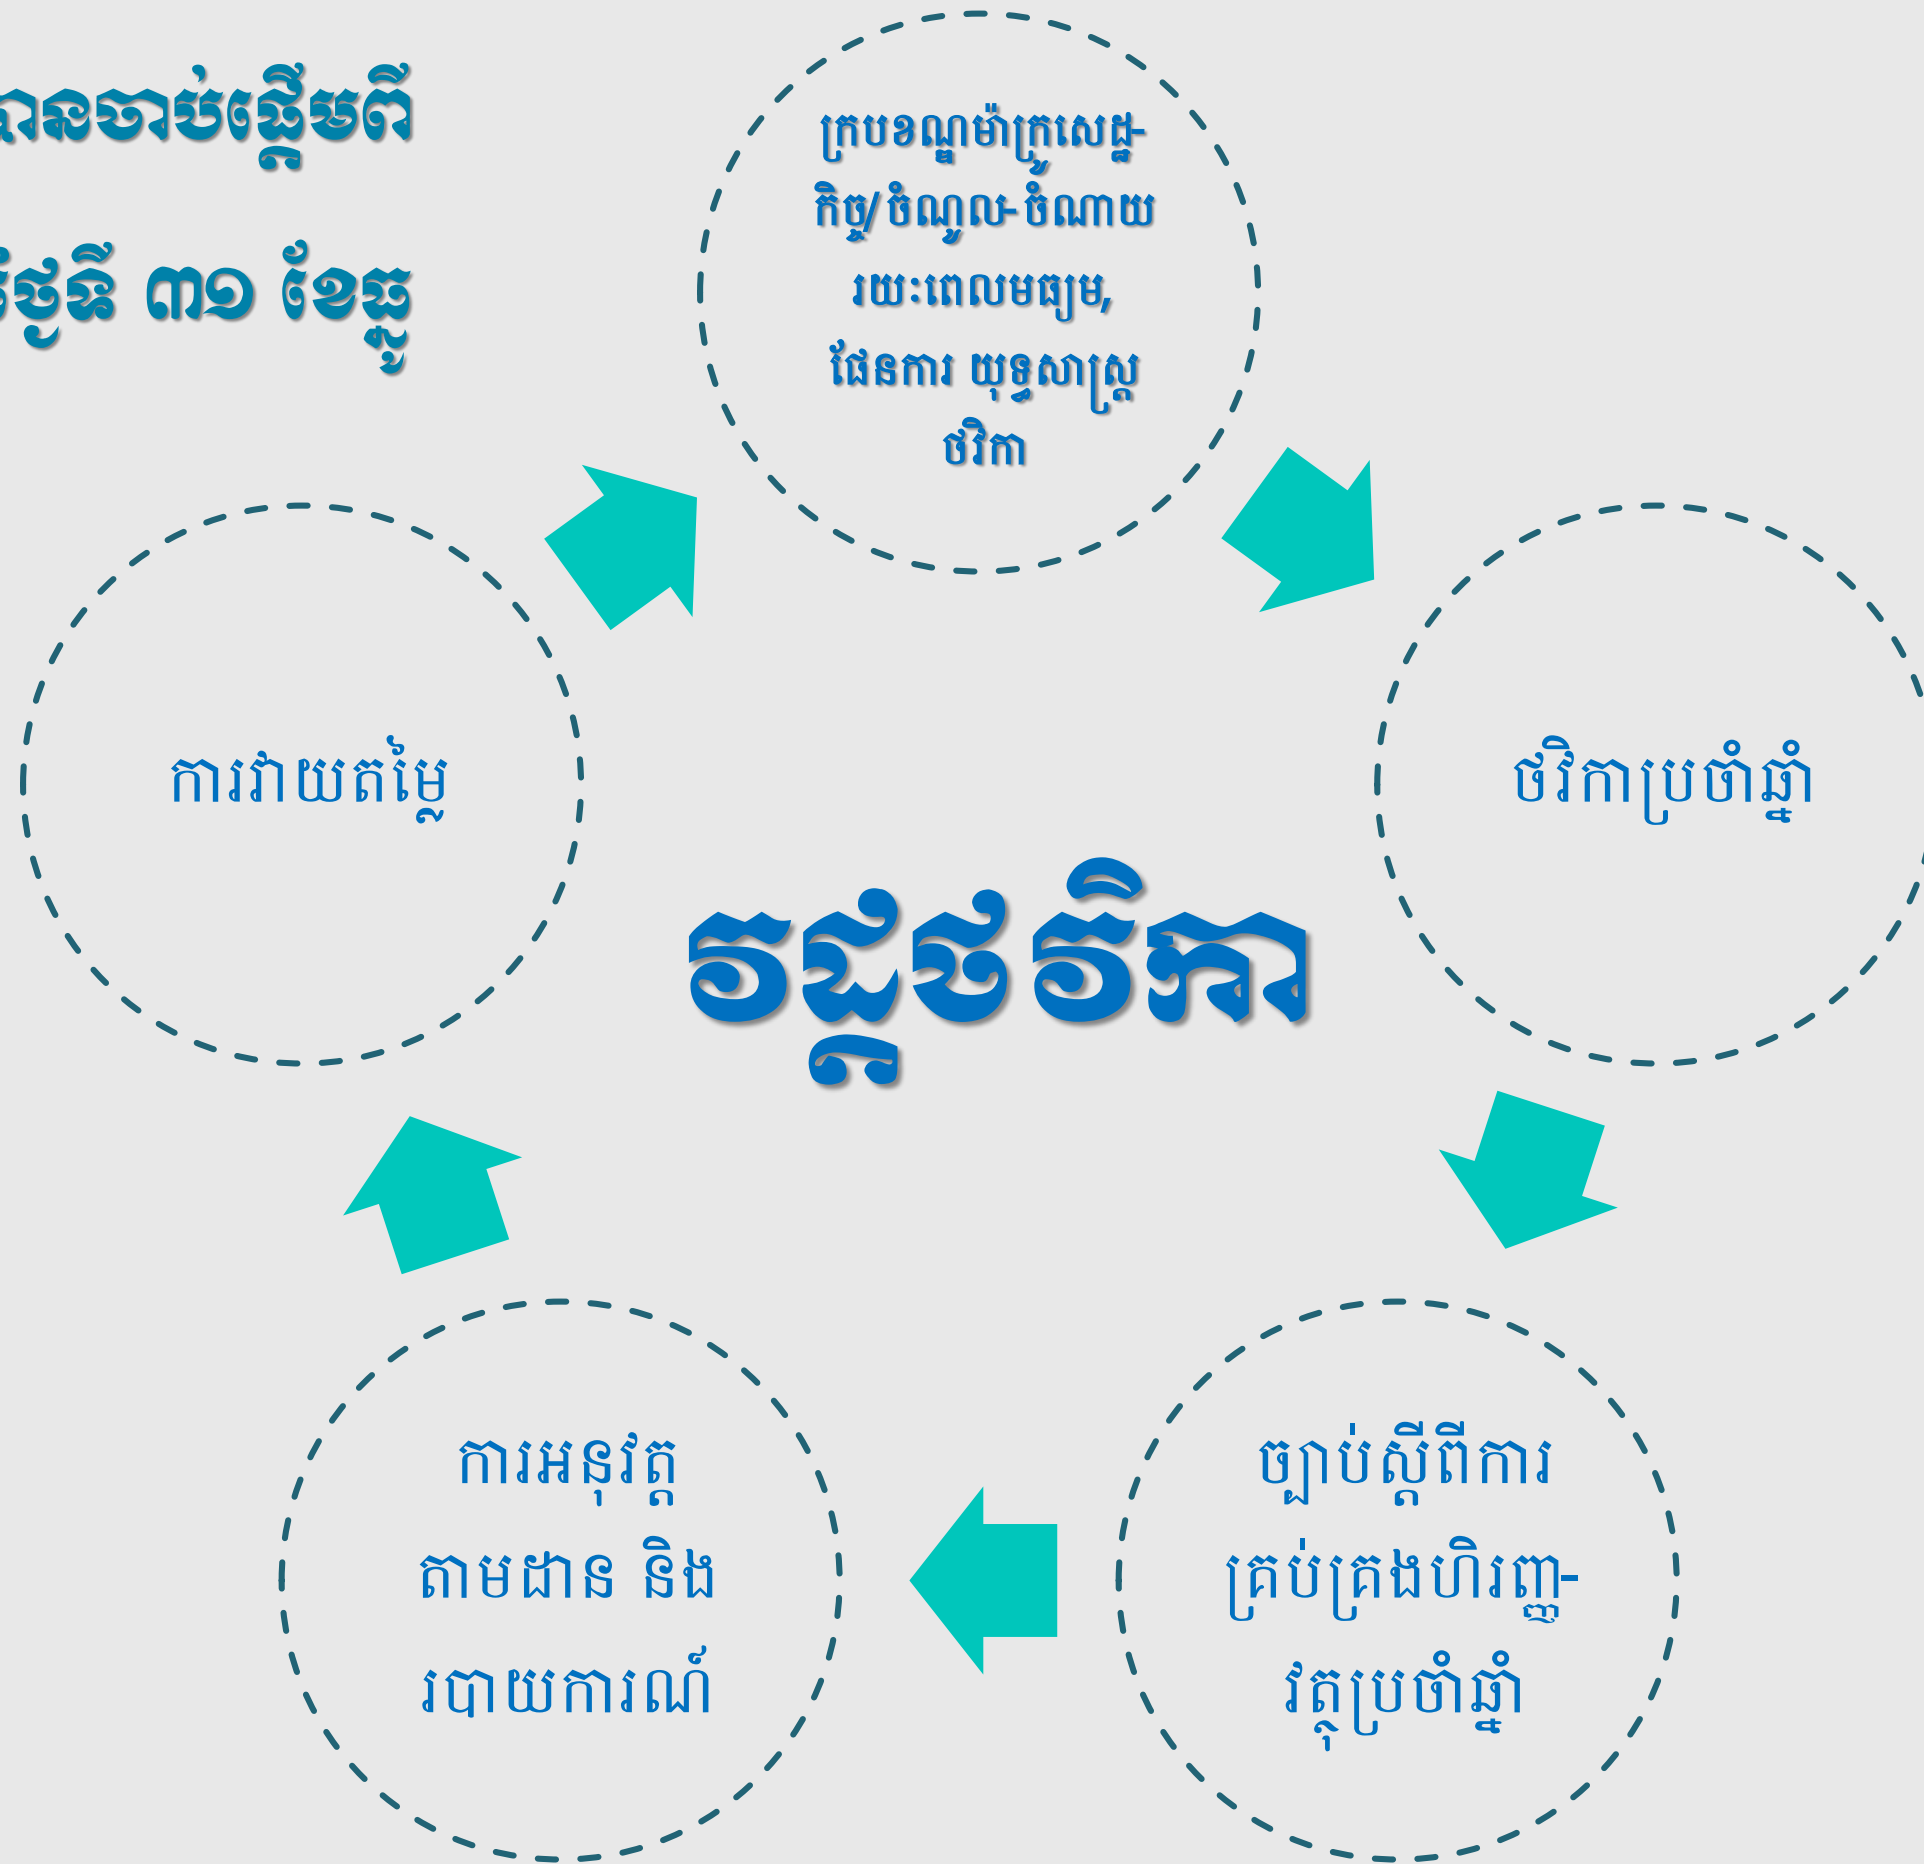 បានចាប់ផ្តើមពី
ថ្ងៃទី ៣១ ខែធ្នូ
ក្របខណ្ឌម៉ាក្រូសេដ្ឋ-
កិច្ច/ចំណូល-ចំណាយ
រយៈពេលមធ្យម,
ផែនការ យុទ្ធសាស្ត្រ
ថវិកា
ការវាយតម្លៃ
ថវិកាប្រចាំឆ្នាំ
វដ្តថវិកា
ការអនុវត្ត
តាមដាន និង
របាយការណ៍
ច្បាប់ស្តីពីការ
គ្រប់គ្រងហិរញ្ញ-
វត្ថុប្រចាំឆ្នាំ